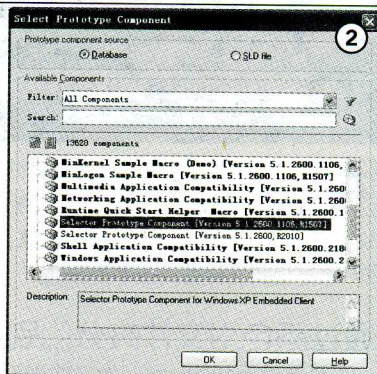 Select Prototype Component
2
Prototype component source
Database
SLD file
Available Components
Filter: All Components
Search:
13620 components
WinKernel Sample Macro (Demo) [Version 5.1.2600.1106,
WinLogon Sample Macro [Version 5.1.2600.1106, R1507]
Multimedia Application Compatibility [Version 5.1.260
Networking Application Compatibility [Version 5.1.260
Runtime Quick Start Helper Macro [Version 5.1.2600.1
Selector Prototype Component [Version 5.1.2600.1106, R1507]
Selector Prototype Component [Version 5.1.2600, R2010]
Shell Application Compatibility [Version 5.1.2600.218
Windows Application Compatibility [Version 5.1.2600.2
Description:
Selector Prototype Component for Windows XP Embedded Client
OK
Cancel
Help